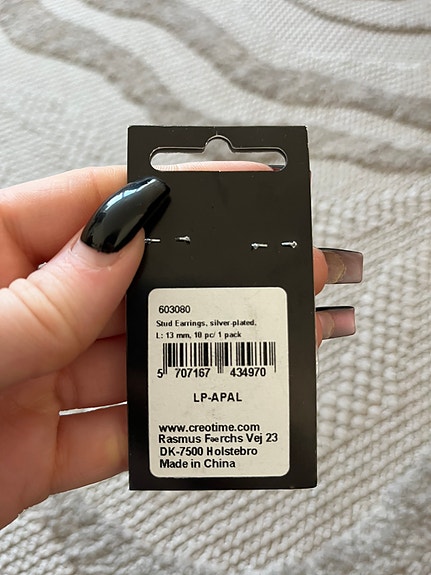 603080
Stud Earrings, silver-plated,
L: 13 mm, 10 pc/ 1 pack
5 707167 434970
LP-APAL
www.creotime.com
Rasmus Færchs Vej 23
DK-7500 Holstebro
Made in China